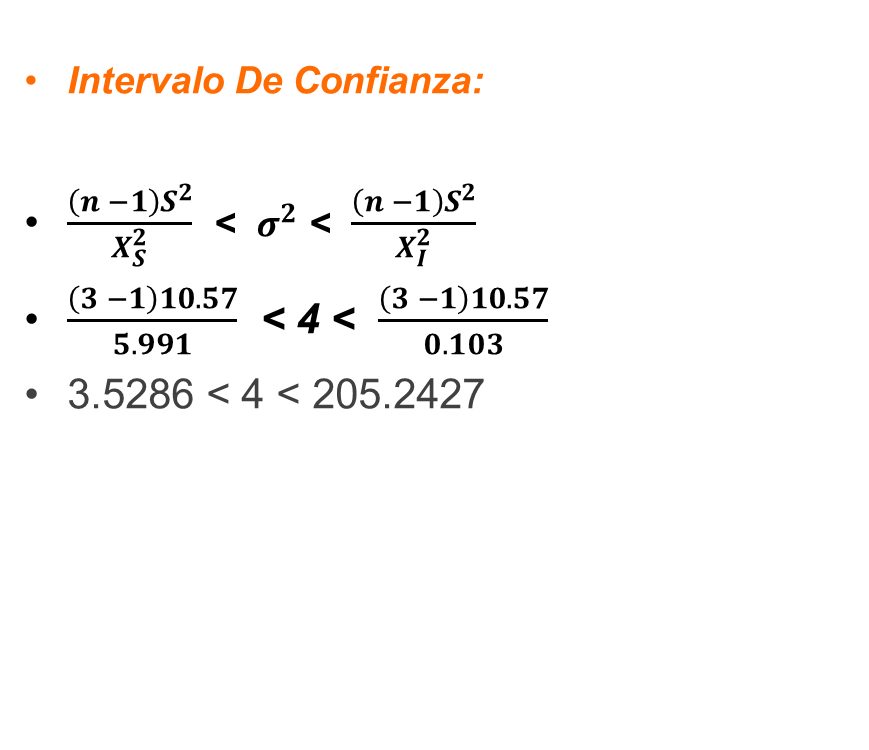 • Intervalo De Confianza:
• (n −1)S² / X²_S < σ² < (n −1)S² / X²_I
• (3 −1)10.57 / 5.991 < 4 < (3 −1)10.57 / 0.103
• 3.5286 < 4 < 205.2427